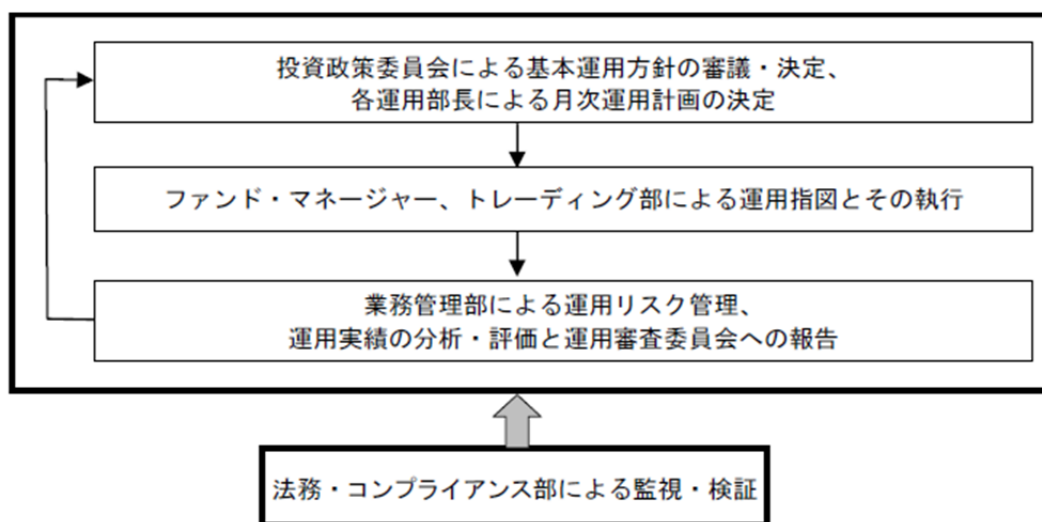 投資政策委員会による基本運用方針の審議・決定、
各運用部長による月次運用計画の決定
ファンド・マネージャー、トレーディング部による運用指図とその執行
業務管理部による運用リスク管理、
運用実績の分析・評価と運用審査委員会への報告
法務・コンプライアンス部による監視・検証